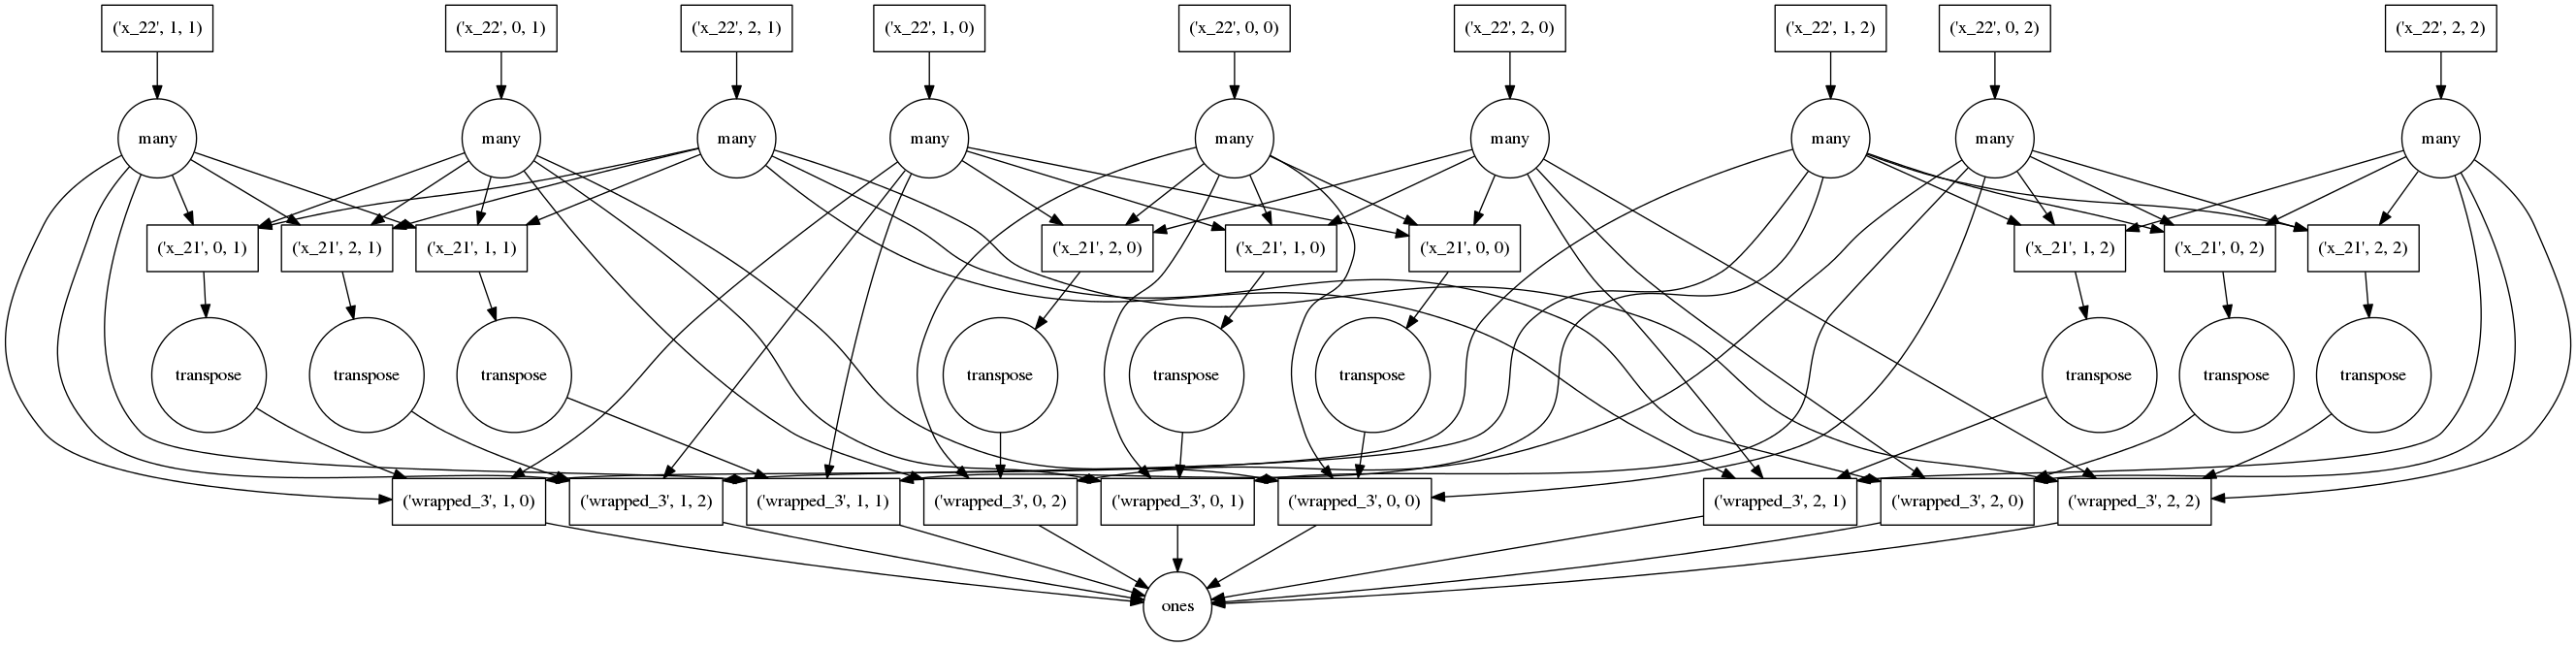 ('x_22', 1, 1)
('x_22', 0, 1)
('x_22', 2, 1)
('x_22', 1, 0)
('x_22', 0, 0)
('x_22', 2, 0)
('x_22', 1, 2)
('x_22', 0, 2)
('x_22', 2, 2)
many
many
many
many
many
many
many
many
many
('x_21', 0, 1)
('x_21', 2, 1)
('x_21', 1, 1)
('x_21', 2, 0)
('x_21', 1, 0)
('x_21', 0, 0)
('x_21', 1, 2)
('x_21', 0, 2)
('x_21', 2, 2)
transpose
transpose
transpose
transpose
transpose
transpose
transpose
transpose
transpose
('wrapped_3', 1, 0)
('wrapped_3', 1, 2)
('wrapped_3', 1, 1)
('wrapped_3', 0, 2)
('wrapped_3', 0, 1)
('wrapped_3', 0, 0)
('wrapped_3', 2, 1)
('wrapped_3', 2, 0)
('wrapped_3', 2, 2)
ones